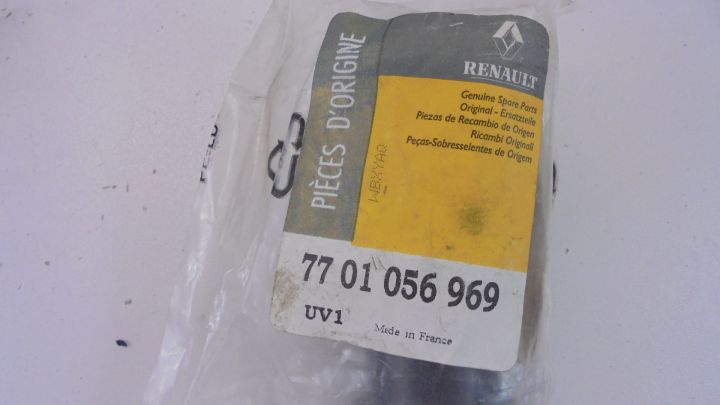 RENAULT
PIÈCES D'ORIGINE
Genuine Spare Parts
Original - Ersatzteile
Piezas de Recambio de Origen
Ricambi Originali
Peças-Sobresselentes de Origem
WBXYAQ
77 01 056 969
UV1
Made in France